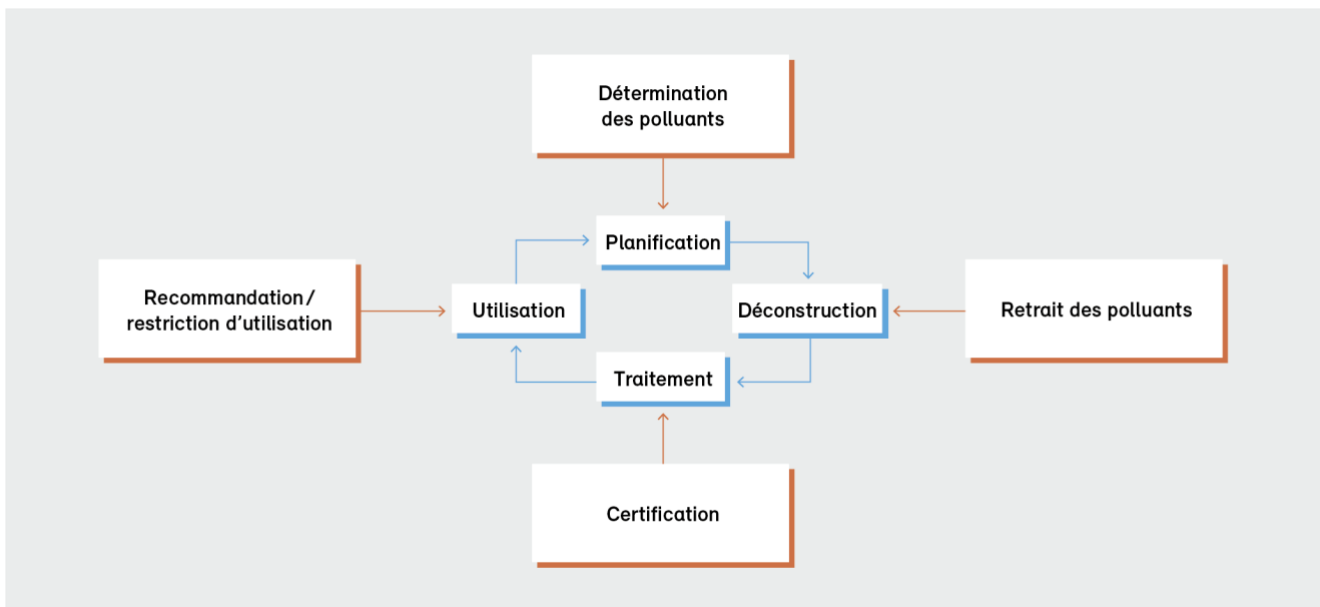 Détermination
des polluants
Planification
Recommandation/
restriction d’utilisation
Utilisation
Déconstruction
Retrait des polluants
Traitement
Certification